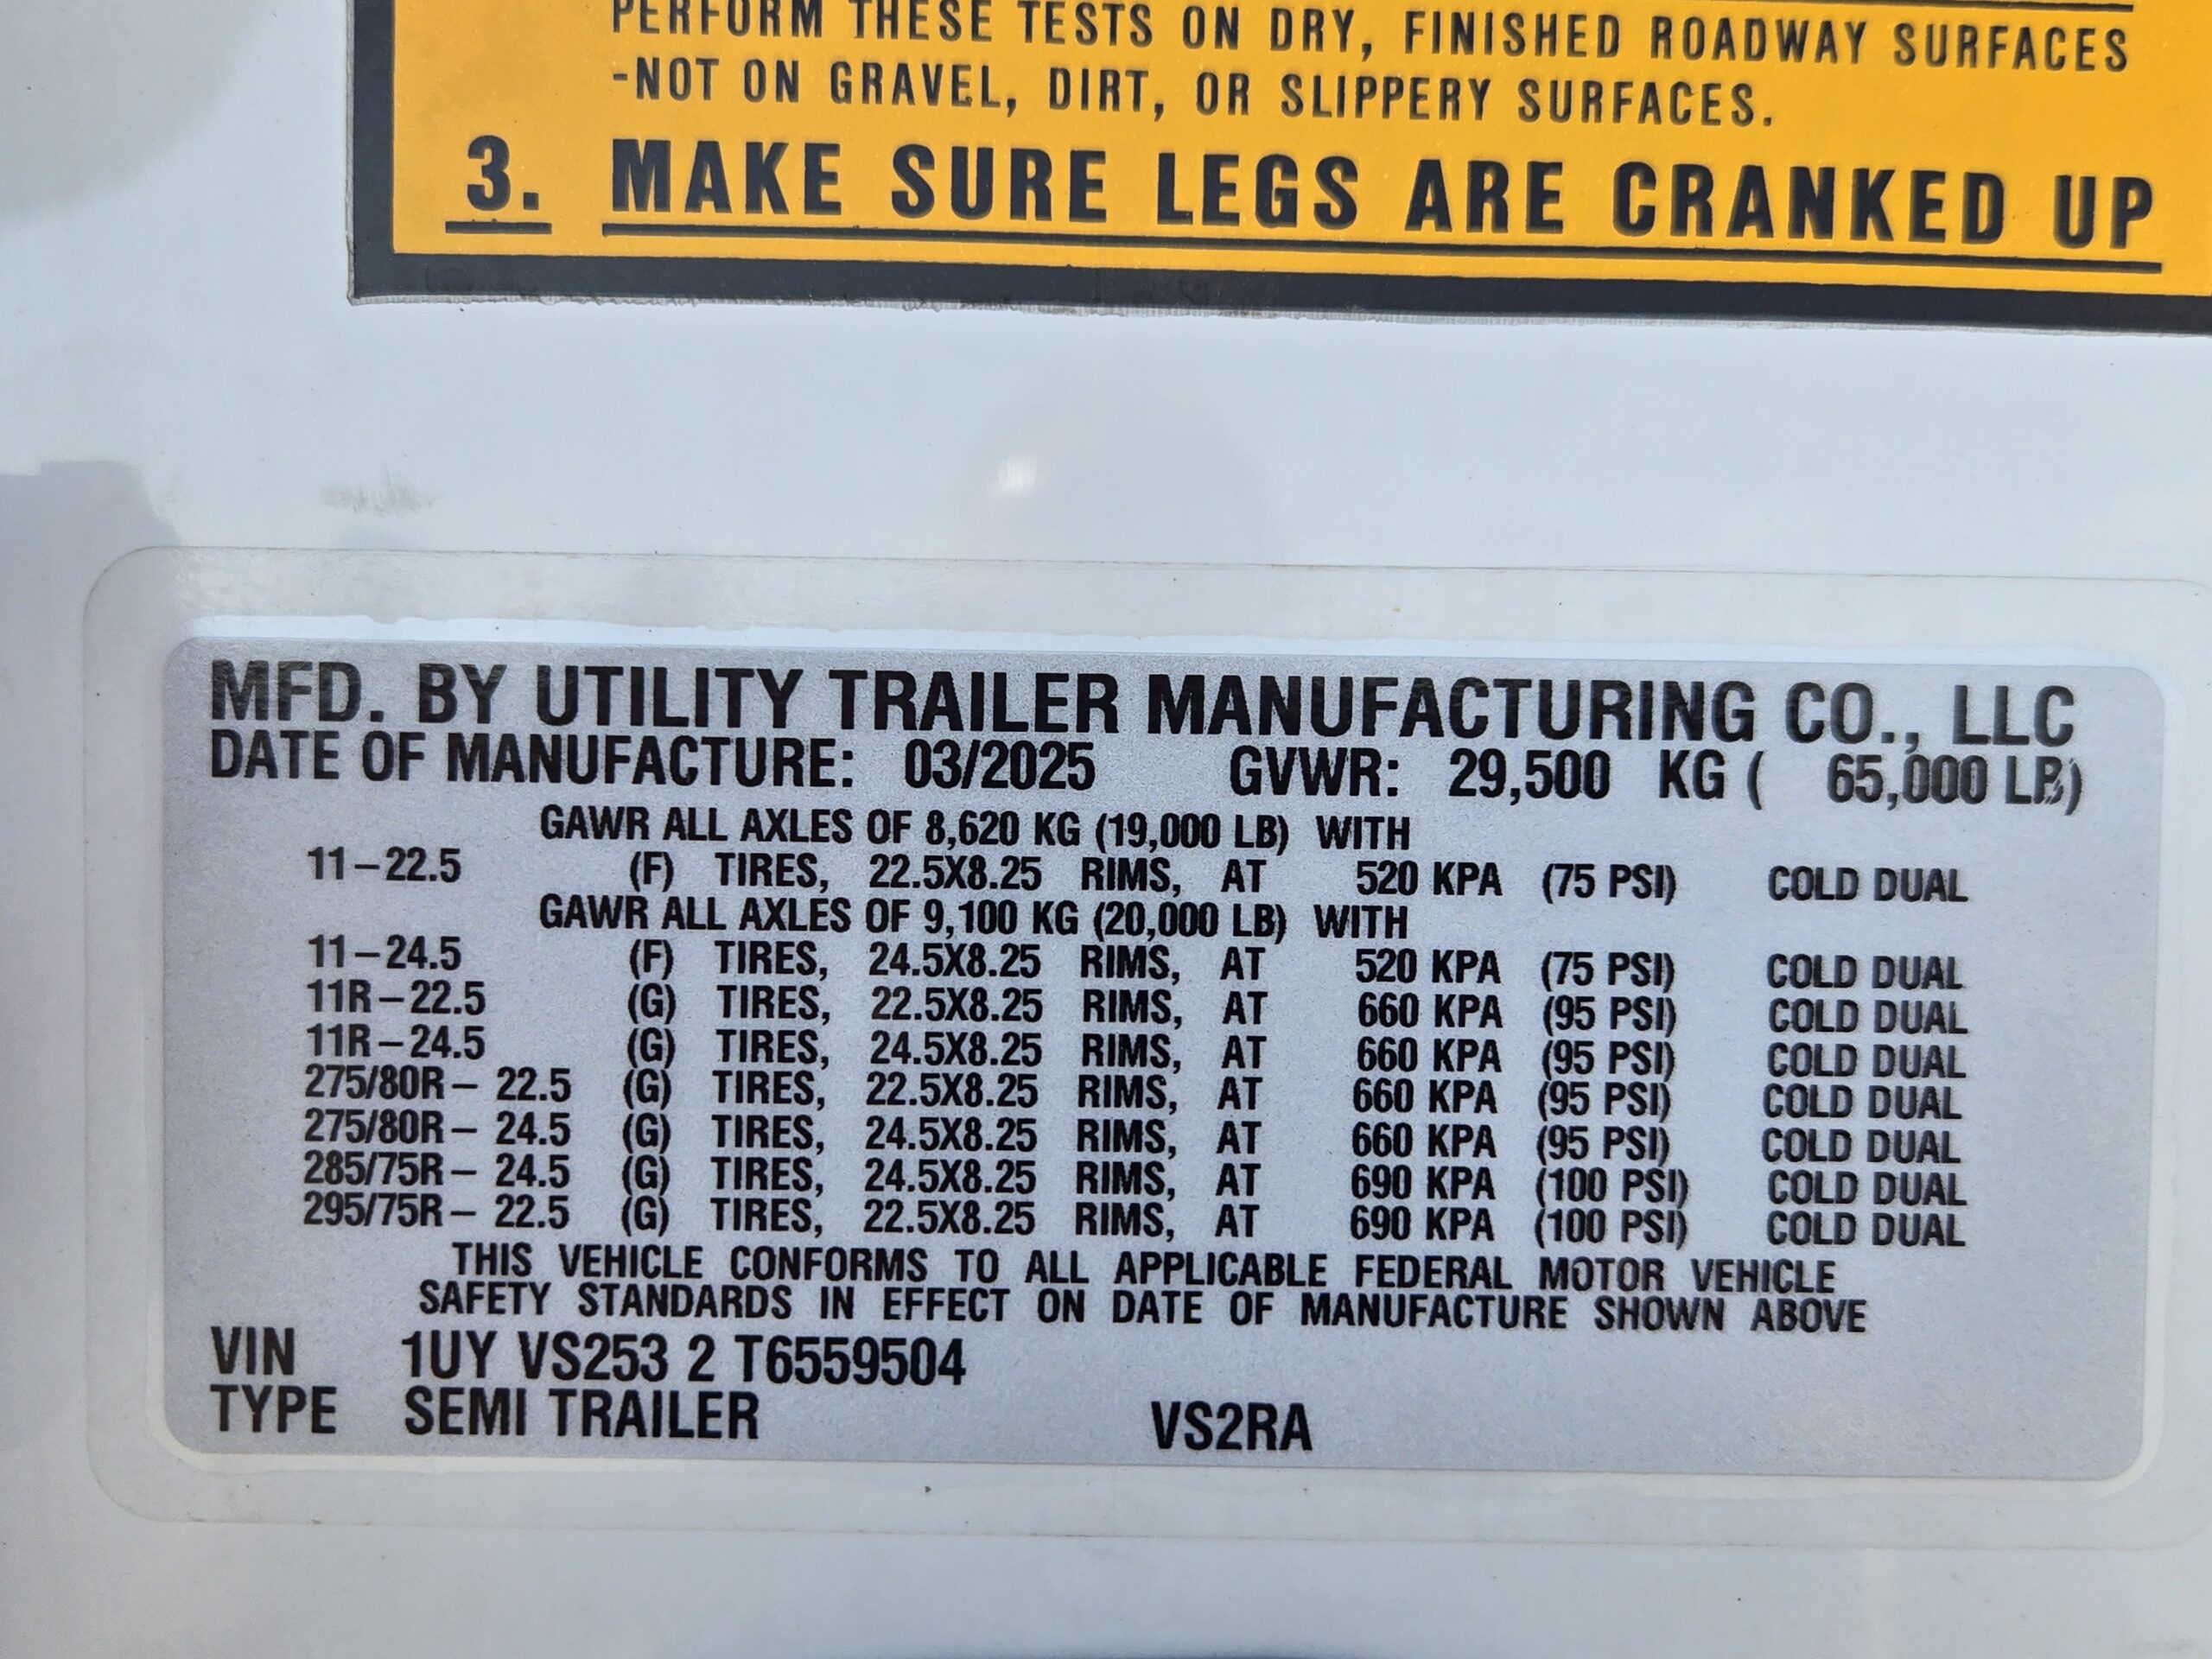 PERFORM THESE TESTS ON DRY, FINISHED ROADWAY SURFACES
-NOT ON GRAVEL, DIRT, OR SLIPPERY SURFACES.
3. MAKE SURE LEGS ARE CRANKED UP
MFD. BY UTILITY TRAILER MANUFACTURING CO., LLC
DATE OF MANUFACTURE: 03/2025 GVWR: 29,500 KG ( 65,000 LB)
GAWR ALL AXLES OF 8,620 KG (19,000 LB) WITH
11-22.5 (F) TIRES, 22.5X8.25 RIMS, AT 520 KPA (75 PSI) COLD DUAL
GAWR ALL AXLES OF 9,100 KG (20,000 LB) WITH
11-24.5 (F) TIRES, 24.5X8.25 RIMS, AT 520 KPA (75 PSI) COLD DUAL
11R-22.5 (G) TIRES, 22.5X8.25 RIMS, AT 660 KPA (95 PSI) COLD DUAL
11R-24.5 (G) TIRES, 24.5X8.25 RIMS, AT 660 KPA (95 PSI) COLD DUAL
275/80R- 22.5 (G) TIRES, 22.5X8.25 RIMS, AT 660 KPA (95 PSI) COLD DUAL
275/80R- 24.5 (G) TIRES, 24.5X8.25 RIMS, AT 660 KPA (95 PSI) COLD DUAL
285/75R- 24.5 (G) TIRES, 24.5X8.25 RIMS, AT 690 KPA (100 PSI) COLD DUAL
295/75R- 22.5 (G) TIRES, 22.5X8.25 RIMS, AT 690 KPA (100 PSI) COLD DUAL
THIS VEHICLE CONFORMS TO ALL APPLICABLE FEDERAL MOTOR VEHICLE
SAFETY STANDARDS IN EFFECT ON DATE OF MANUFACTURE SHOWN ABOVE
VIN 1UY VS253 2 T6559504
TYPE SEMI TRAILER VS2RA